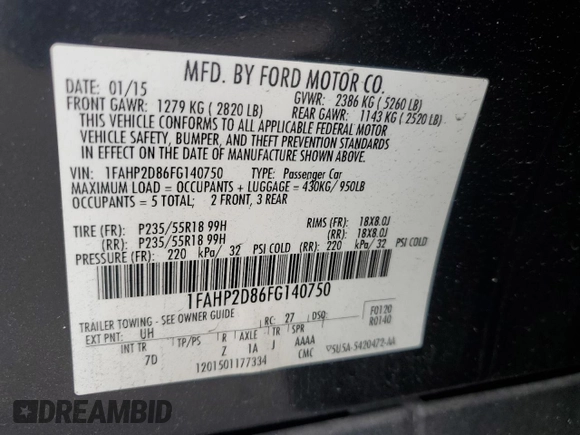 MFD. BY FORD MOTOR CO.
DATE: 01/15 GVWR: 2386 KG ( 5260 LB)
FRONT GAWR: 1279 KG ( 2820 LB) REAR GAWR: 1143 KG ( 2520 LB)
THIS VEHICLE CONFORMS TO ALL APPLICABLE FEDERAL MOTOR
VEHICLE SAFETY, BUMPER, AND THEFT PREVENTION STANDARDS
IN EFFECT ON THE DATE OF MANUFACTURE SHOWN ABOVE.
VIN: 1FAHP2D86FG140750 TYPE: Passenger Car
MAXIMUM LOAD = OCCUPANTS + LUGGAGE = 430KG/ 950LB
OCCUPANTS = 5 TOTAL; 2 FRONT, 3 REAR
TIRE (FR): P235/55R18 99H RIMS (FR): 18X8.0J
(RR): P235/55R18 99H (RR): 18X8.0J
PRESSURE (FR): 220 kPa/ 32 PSI COLD (RR): 220 kPa/ 32 PSI COLD
1FAHP2D86FG140750
TRAILER TOWING - SEE OWNER GUIDE F0120
EXT PNT: UH RC: 27 DSO: R0140
INT TR TP/PS R AXLE TR SPR
7D Z 1A J AAAA
1201501177334 CMC
DREAMBID